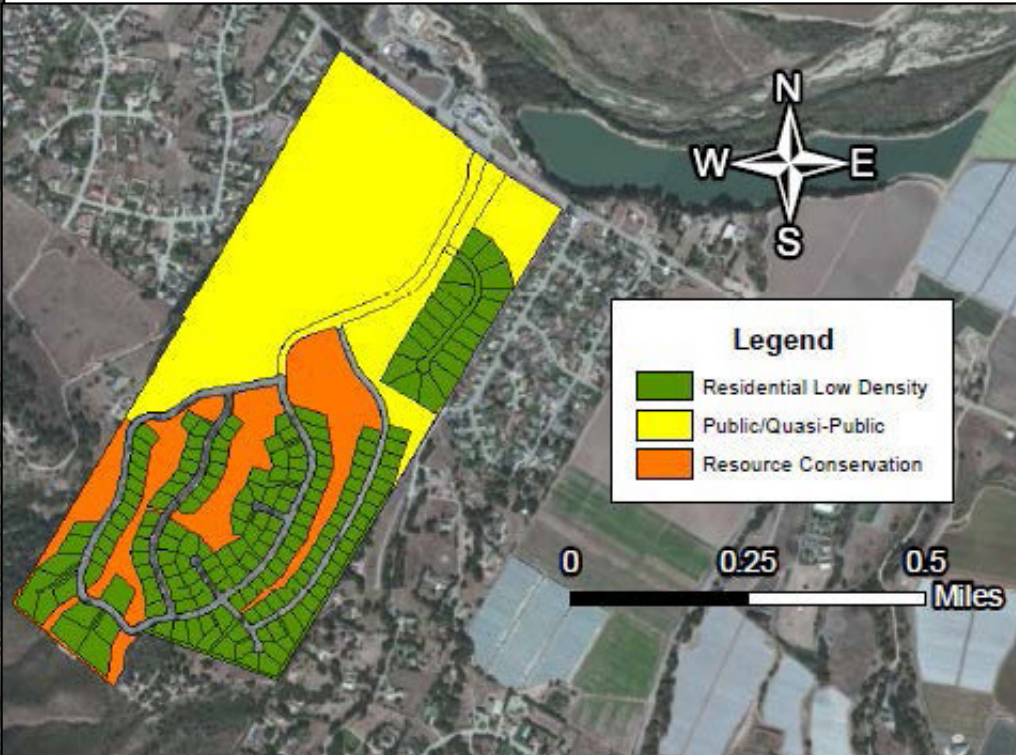 N
W E
S
Legend
Residential Low Density
Public/Quasi-Public
Resource Conservation
0 0.25 0.5
Miles